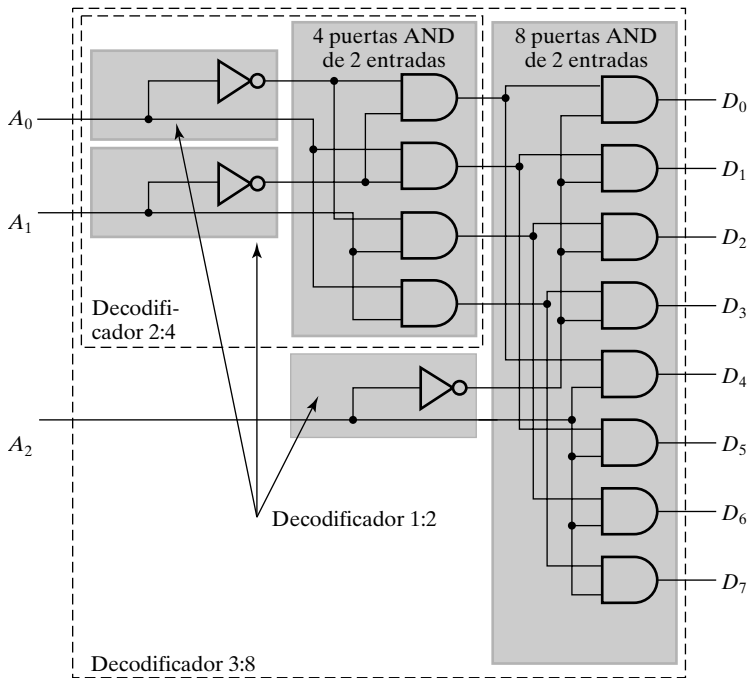 4 puertas AND
de 2 entradas
8 puertas AND
de 2 entradas
A0
A1
A2
D0
D1
D2
D3
D4
D5
D6
D7
Decodifi-
cador 2:4
Decodificador 1:2
Decodificador 3:8